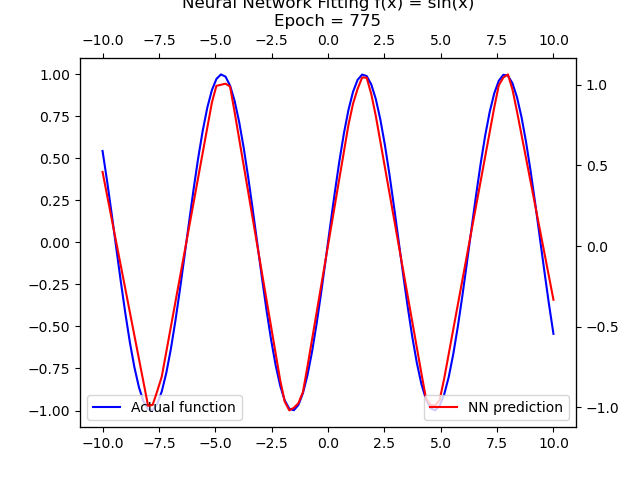 Neural Network Fitting f(x) = sin(x)
Epoch = 775
−10.0 −7.5 −5.0 −2.5 0.0 2.5 5.0 7.5 10.0
1.00
0.75
0.50
0.25
0.00
−0.25
−0.50
−0.75
−1.00
1.0
0.5
0.0
−0.5
−1.0
Actual function
NN prediction
−10.0 −7.5 −5.0 −2.5 0.0 2.5 5.0 7.5 10.0